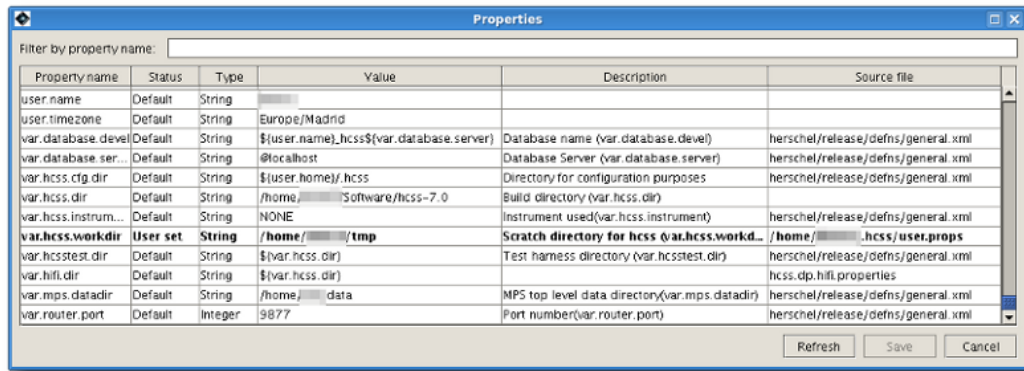 Properties
Filter by property name:
Property name Status Type Value Description Source file
user.name Default String
user.timezone Default String Europe/Madrid
var.database.devel Default String ${user.name}_hcss${var.database.server} Database name (var.database.devel) herschel/release/defns/general.xml
var.database.ser... Default String @localhost Database Server (var.database.server) herschel/release/defns/general.xml
var.hcss.cfg.dir Default String ${user.home}/.hcss Directory for configuration purposes herschel/release/defns/general.xml
var.hcss.dir Default String /home/ Software/hcss-7.0 Build directory (var.hcss.dir) herschel/release/defns/general.xml
var.hcss.instrum... Default String NONE Instrument used(var.hcss.instrument) herschel/release/defns/general.xml
var.hcss.workdir User set String /home/ /tmp Scratch directory for hcss (var.hcss.workd... /home/ .hcss/user.props
var.hcsstest.dir Default String ${var.hcss.dir} Test harness directory (var.hcsstest.dir) herschel/release/defns/general.xml
var.hifi.dir Default String ${var.hcss.dir} hcss.dp.hifi.properties
var.mps.datadir Default String /home, data MPS top level data directory(var.mps.datadir) herschel/release/defns/general.xml
var.router.port Default Integer 9877 Port number(var.router.port) herschel/release/defns/general.xml
Refresh Save Cancel